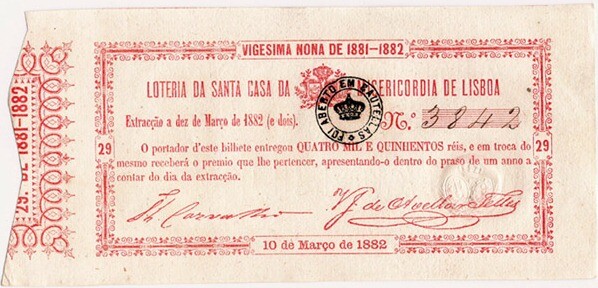 VIGESIMA NONA DE 1881-1882
LOTERIA DA SANTA CASA DA MISERICORDIA DE LISBOA
FOI ABERTO EM CAUTELLAS
Extracção a dez de Março de 1882 (e dois).
N.º 3842
29
29
O portador d'este bilhete entregou QUATRO MIL E QUINHENTOS réis, e em troca do
mesmo receberá o premio que lhe pertencer, apresentando-o dentro do praso de um anno a
contar do dia da extracção.
Carvalho
10 de Março de 1882
29. DE 1881-1882